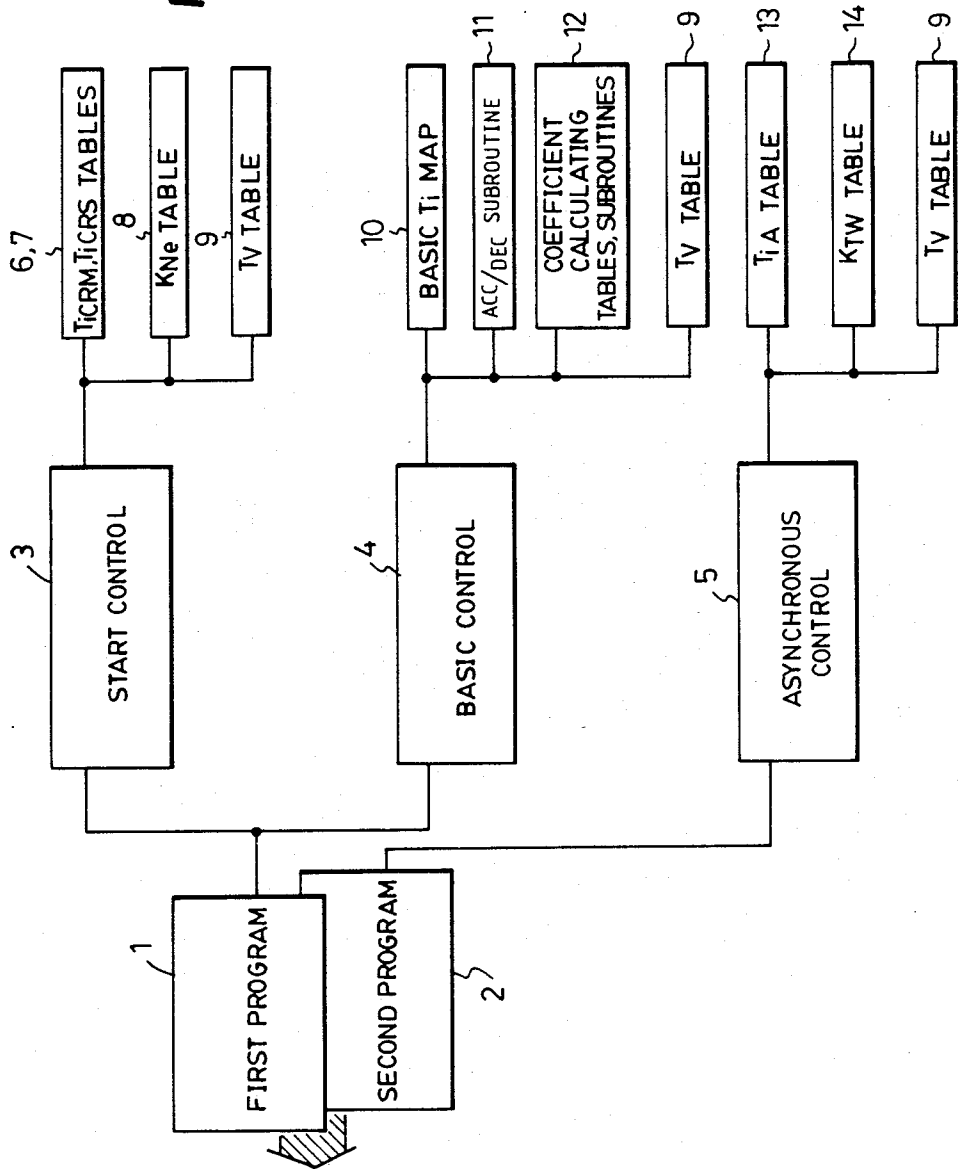 1
FIRST PROGRAM
2
SECOND PROGRAM
3
START CONTROL
4
BASIC CONTROL
5
ASYNCHRONOUS
CONTROL
6,7
TiCRM,TiCRS TABLES
8
KNe TABLE
9
TV TABLE
10
BASIC Ti MAP
11
ACC/DEC SUBROUTINE
12
COEFFICIENT
CALCULATING
TABLES, SUBROUTINES
9
TV TABLE
13
TiA TABLE
14
KTW TABLE
9
TV TABLE